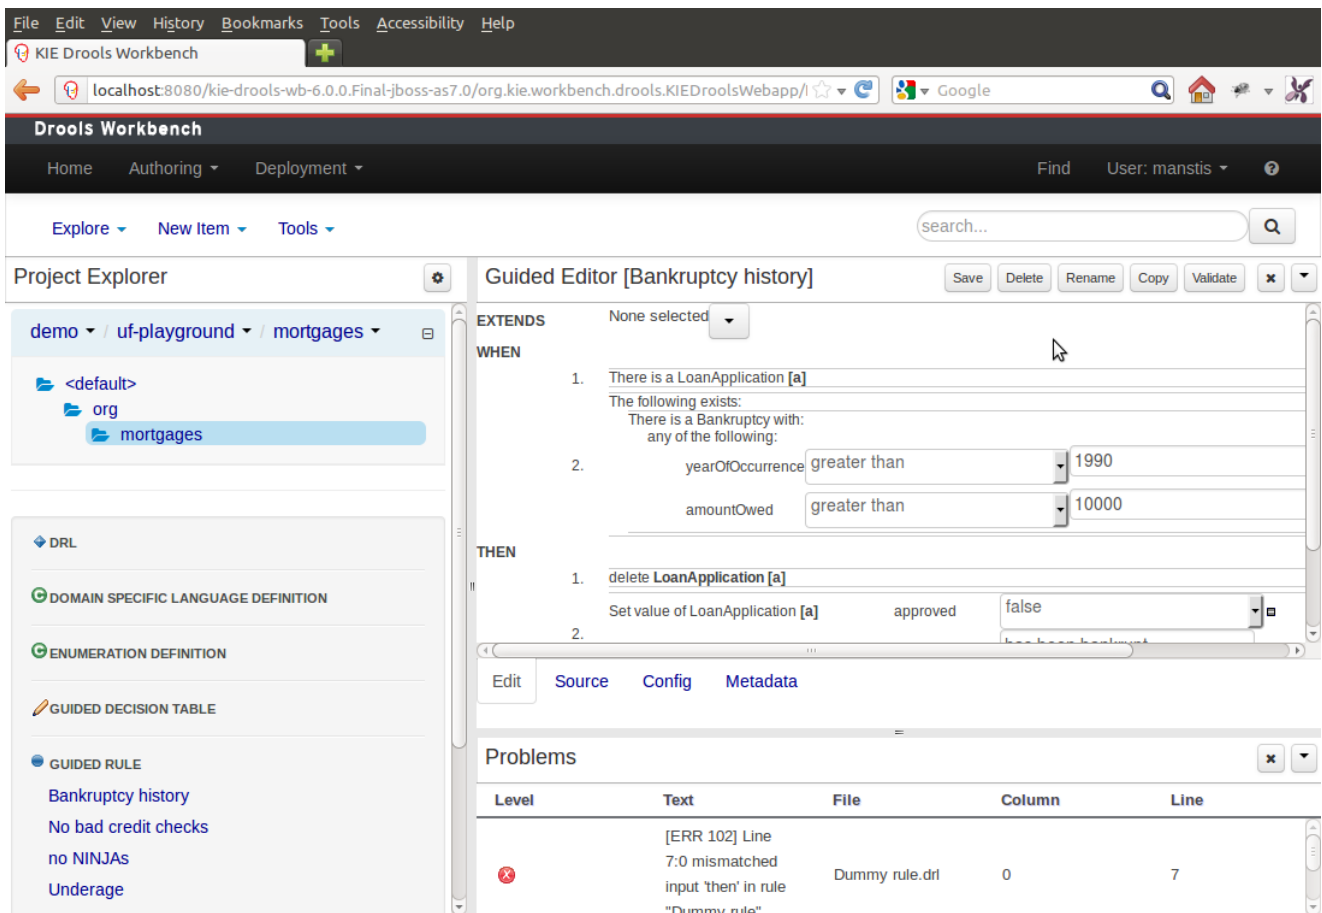 File Edit View History Bookmarks Tools Accessibility Help
KIE Drools Workbench
localhost:8080/kie-drools-wb-6.0.0.Final-jboss-as7.0/org.kie.workbench.drools.KIEDroolsWebapp/ Google
Drools Workbench
Home Authoring Deployment Find User: manstis
Explore New Item Tools search...
Project Explorer
Guided Editor [Bankruptcy history] Save Delete Rename Copy Validate
demo / uf-playground / mortgages
<default>
org
mortgages
DRL
DOMAIN SPECIFIC LANGUAGE DEFINITION
ENUMERATION DEFINITION
GUIDED DECISION TABLE
GUIDED RULE
Bankruptcy history
No bad credit checks
no NINJAs
Underage
EXTENDS None selected
WHEN
1. There is a LoanApplication [a]
The following exists:
There is a Bankruptcy with:
any of the following:
2. yearOfOccurrence greater than 1990
amountOwed greater than 10000
THEN
1. delete LoanApplication [a]
Set value of LoanApplication [a] approved false
2. has been bankrupt
Edit Source Config Metadata
Problems
Level Text File Column Line
[ERR 102] Line
7:0 mismatched
input 'then' in rule
"Dummy rule"
Dummy rule.drl 0 7